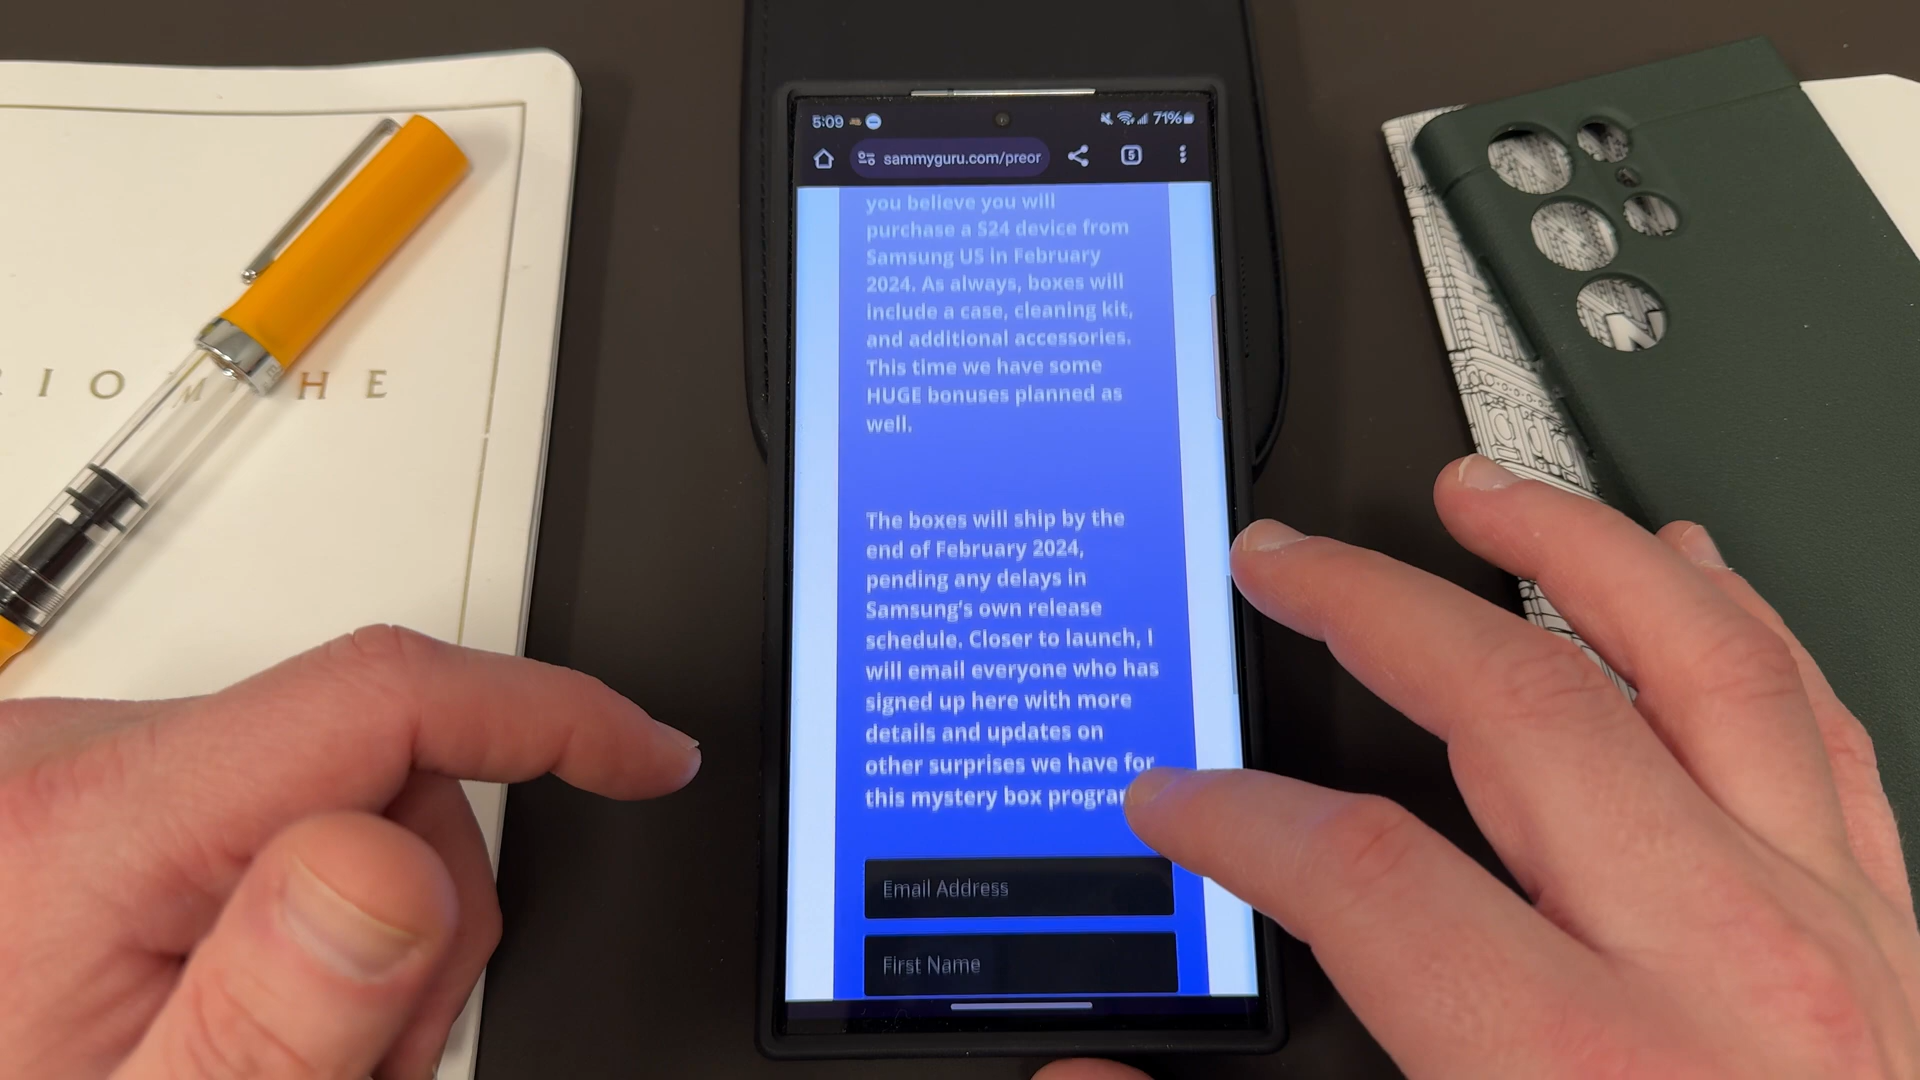 5:09
71%
sammyguru.com/preor
5
you believe you will
purchase a S24 device from
Samsung US in February
2024. As always, boxes will
include a case, cleaning kit,
and additional accessories.
This time we have some
HUGE bonuses planned as
well.
The boxes will ship by the
end of February 2024,
pending any delays in
Samsung's own release
schedule. Closer to launch, I
will email everyone who has
signed up here with more
details and updates on
other surprises we have for
this mystery box progra
Email Address
First Name